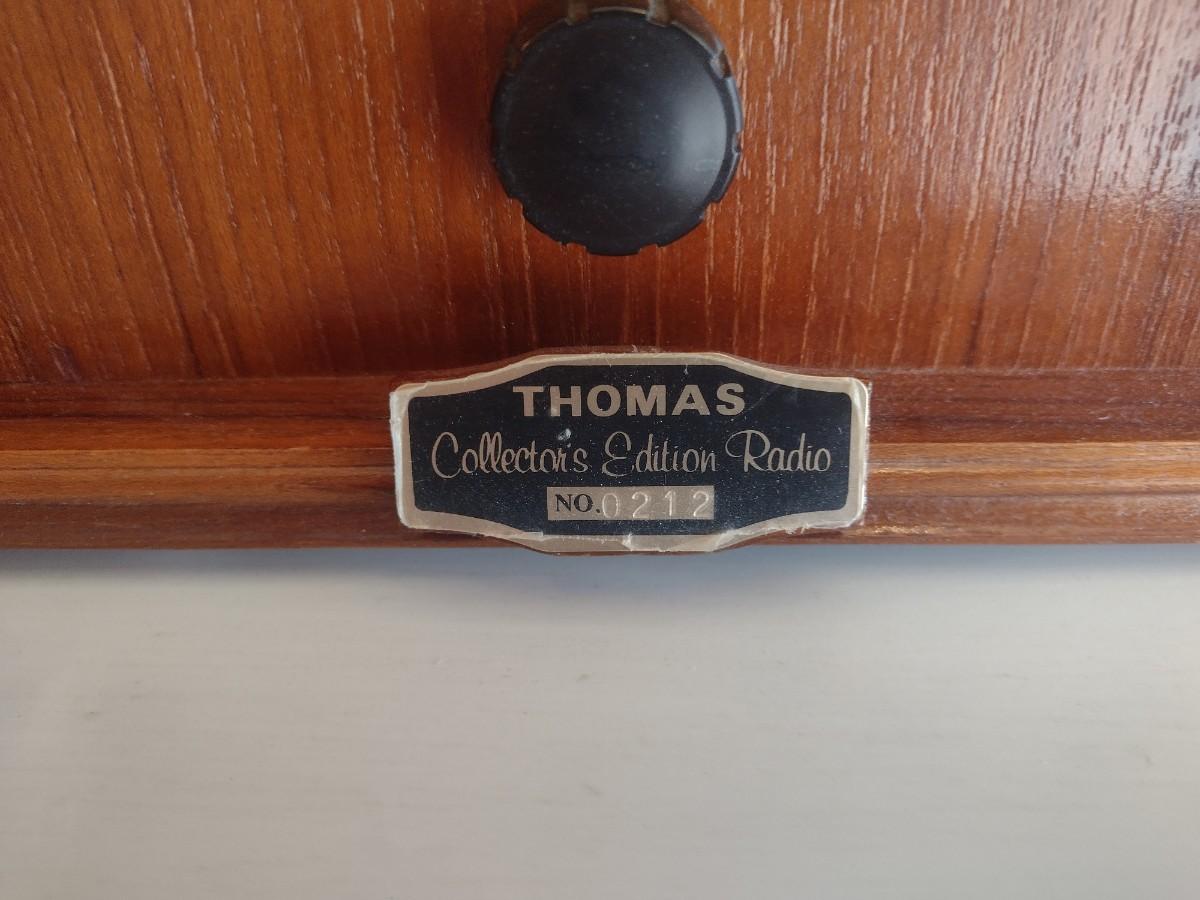 THOMAS
Collector's Edition Radio
NO.0212